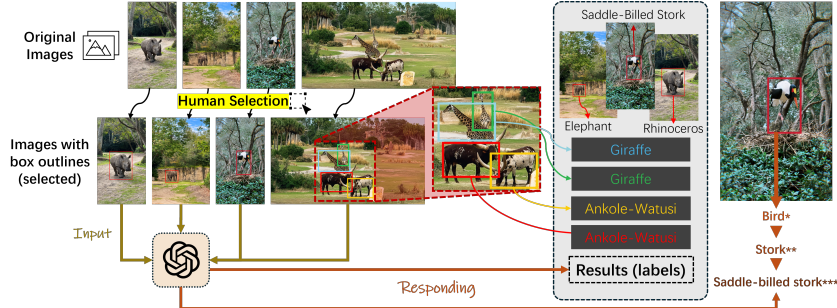 Original
Images
Human Selection
Images with
box outlines
(selected)
Input
Responding
Saddle-Billed Stork
Elephant
Rhinoceros
Giraffe
Giraffe
Ankole-Watusi
Ankole-Watusi
Results (labels)
Bird*
Stork**
Saddle-billed stork***